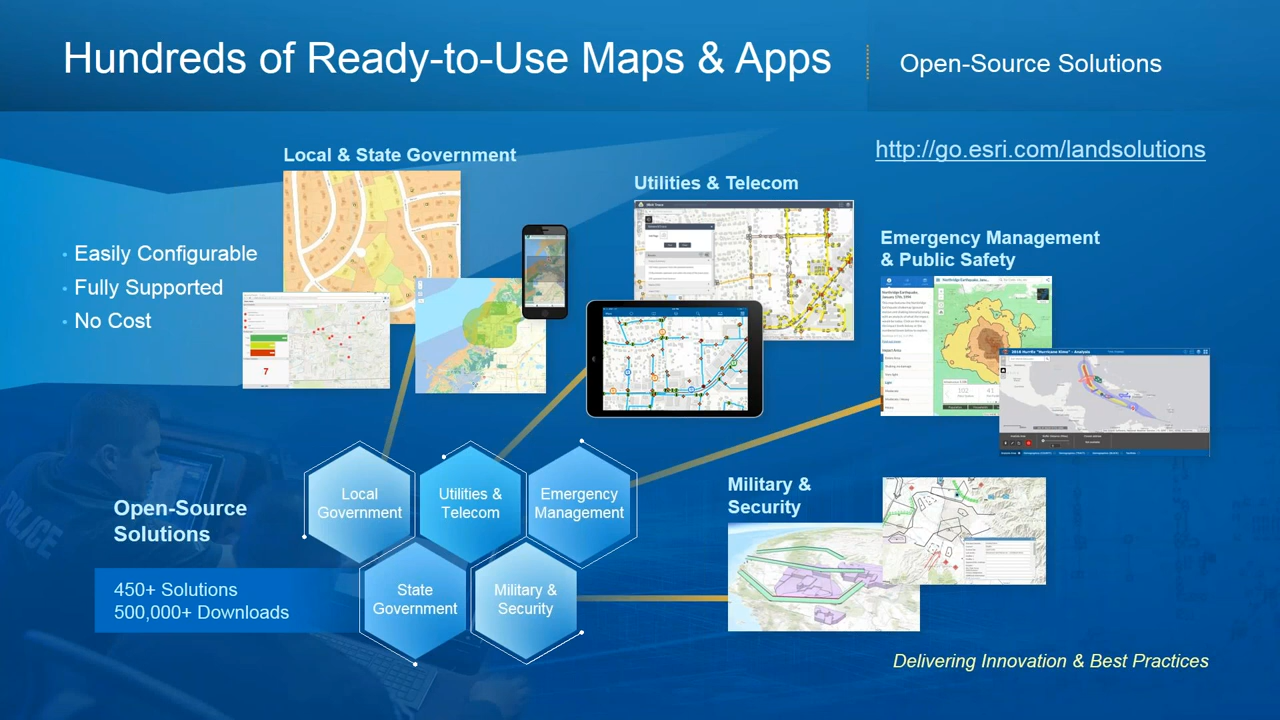 Hundreds of Ready-to-Use Maps & Apps
Open-Source Solutions
http://go.esri.com/landsolutions
Local & State Government
Utilities & Telecom
Emergency Management
& Public Safety
• Easily Configurable
• Fully Supported
• No Cost
7
Local
Government
Utilities &
Telecom
Emergency
Management
State
Government
Military &
Security
Open-Source
Solutions
450+ Solutions
500,000+ Downloads
Military &
Security
POLICE
Delivering Innovation & Best Practices